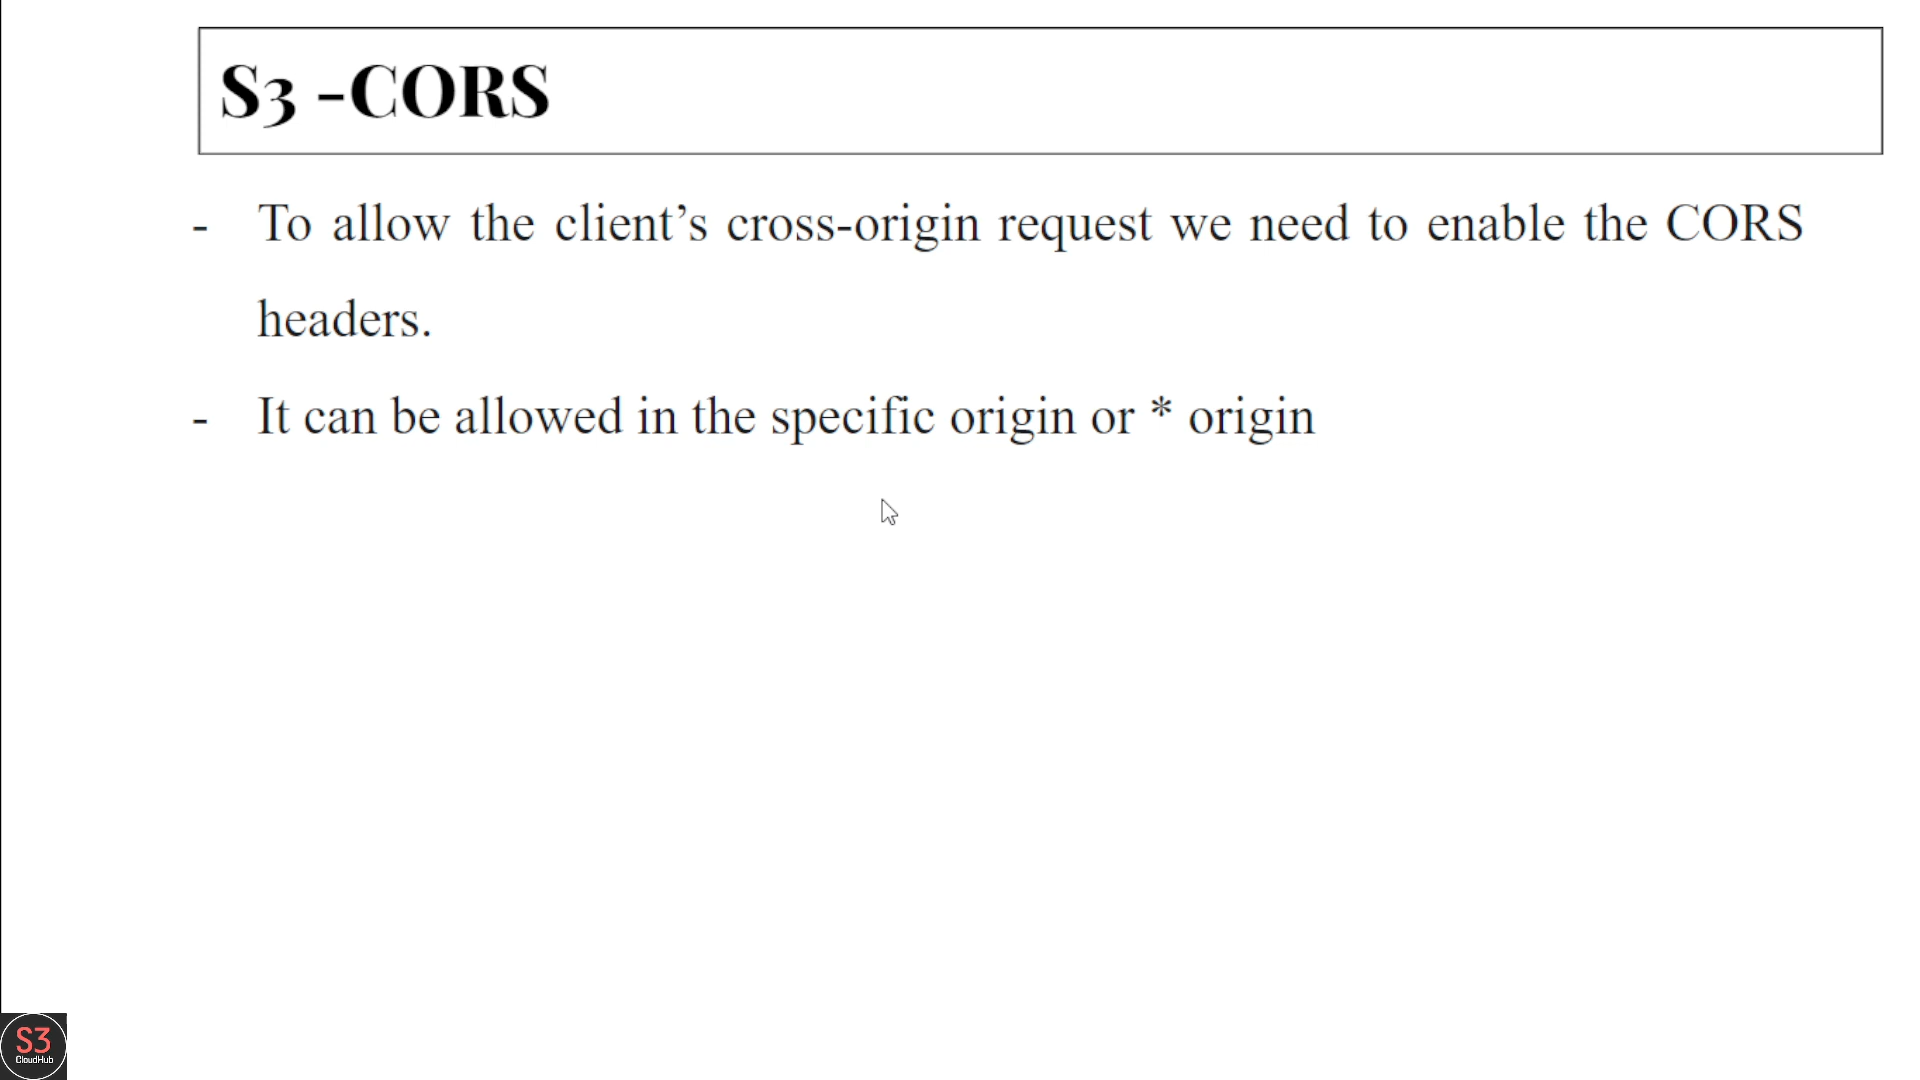 S3 -CORS
- To allow the client’s cross-origin request we need to enable the CORS
headers.
- It can be allowed in the specific origin or * origin
S3
CloudHub